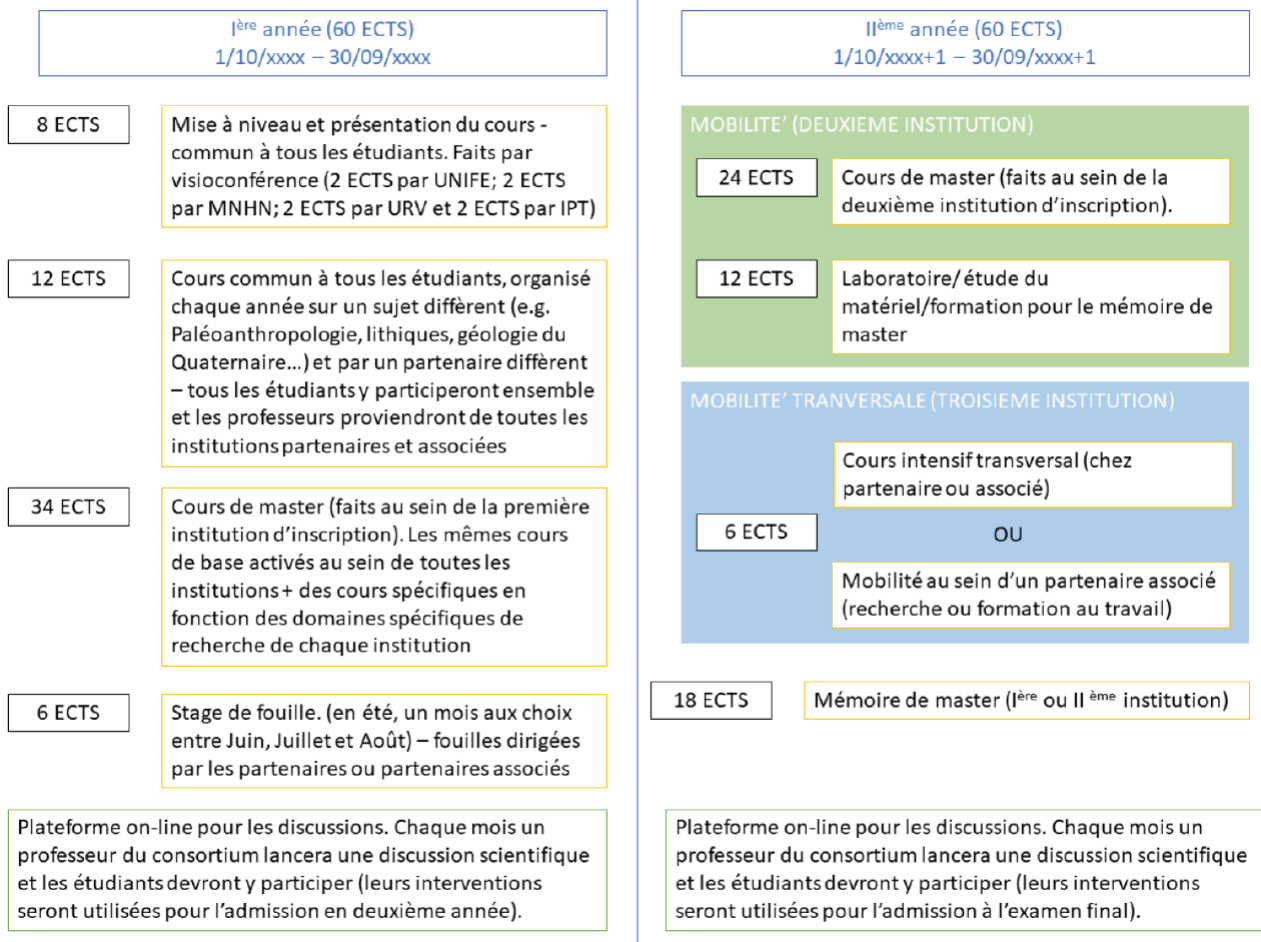 Ière année (60 ECTS)
1/10/xxxx – 30/09/xxxx
8 ECTS
Mise à niveau et présentation du cours -
commun à tous les étudiants. Faits par
visioconférence (2 ECTS par UNIFE; 2 ECTS
par MNHN; 2 ECTS par URV et 2 ECTS par IPT)
12 ECTS
Cours commun à tous les étudiants, organisé
chaque année sur un sujet diffèrent (e.g.
Paléoanthropologie, lithiques, géologie du
Quaternaire...) et par un partenaire diffèrent
– tous les étudiants y participeront ensemble
et les professeurs proviendront de toutes les
institutions partenaires et associées
34 ECTS
Cours de master (faits au sein de la première
institution d'inscription). Les mêmes cours
de base activés au sein de toutes les
institutions + des cours spécifiques en
fonction des domaines spécifiques de
recherche de chaque institution
6 ECTS
Stage de fouille. (en été, un mois aux choix
entre Juin, Juillet et Août) – fouilles dirigées
par les partenaires ou partenaires associés
Plateforme on-line pour les discussions. Chaque mois un
professeur du consortium lancera une discussion scientifique
et les étudiants devront y participer (leurs interventions
seront utilisées pour l'admission en deuxième année).
IIème année (60 ECTS)
1/10/xxxx+1 – 30/09/xxxx+1
MOBILITE' (DEUXIEME INSTITUTION)
24 ECTS
Cours de master (faits au sein de la
deuxième institution d'inscription).
12 ECTS
Laboratoire/ étude du
matériel/formation pour le mémoire de
master
MOBILITE' TRANVERSALE (TROISIEME INSTITUTION)
Cours intensif transversal (chez
partenaire ou associé)
6 ECTS
OU
Mobilité au sein d'un partenaire associé
(recherche ou formation au travail)
18 ECTS
Mémoire de master (Ière ou II ème institution)
Plateforme on-line pour les discussions. Chaque mois un
professeur du consortium lancera une discussion scientifique
et les étudiants devront y participer (leurs interventions
seront utilisées pour l'admission à l'examen final).